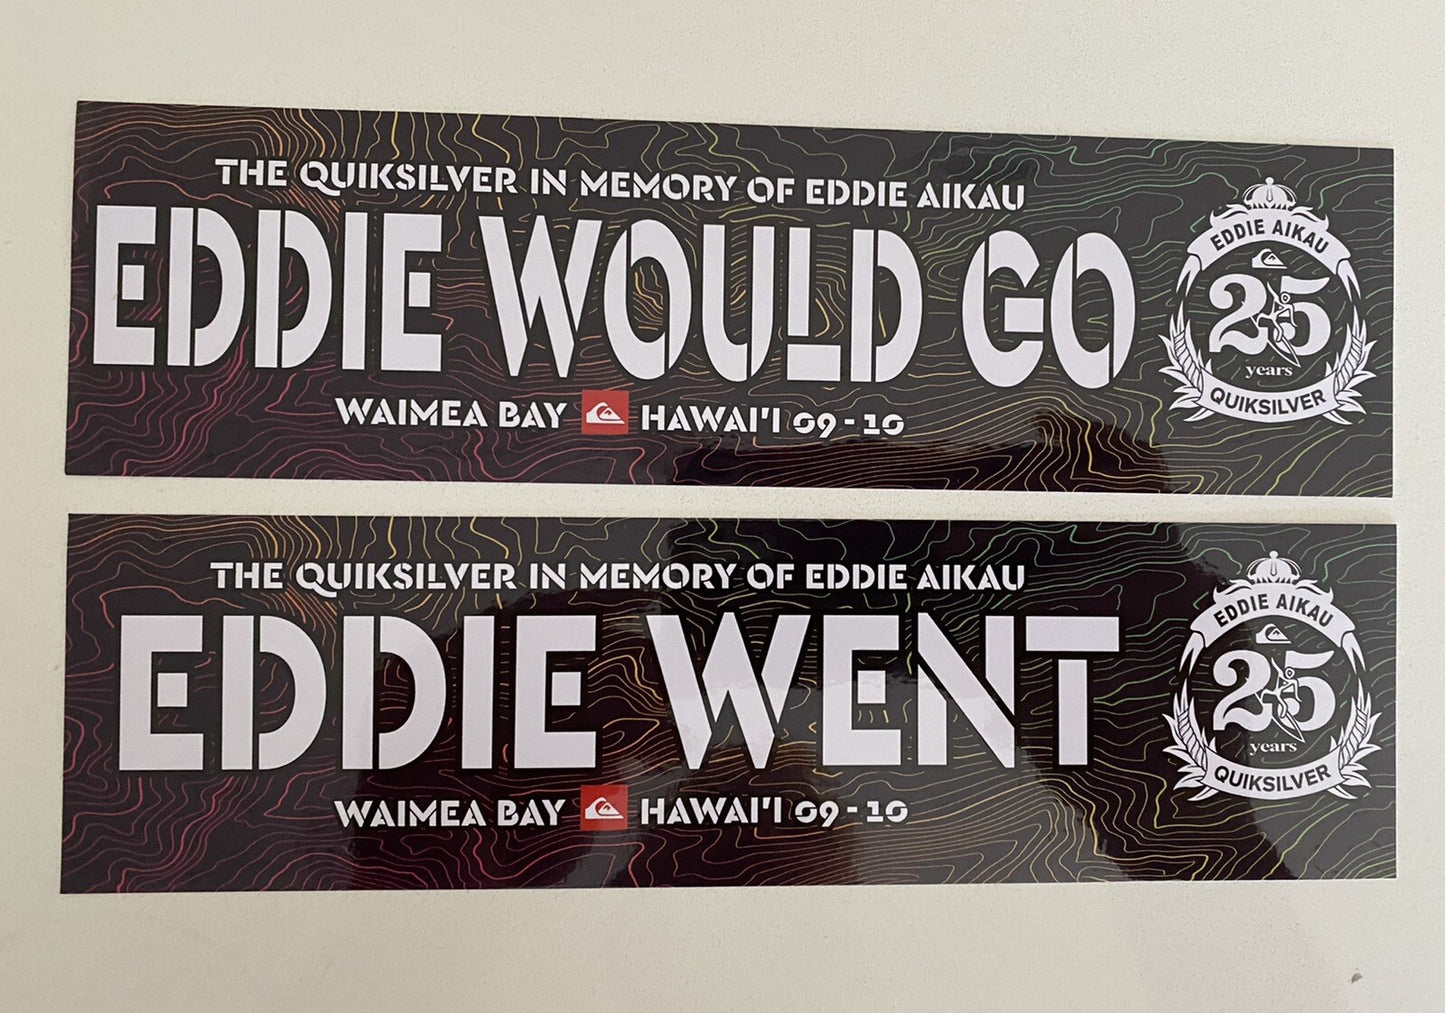 THE QUIKSILVER IN MEMORY OF EDDIE AIKAU
EDDIE WOULD GO
WAIMEA BAY HAWAI'I 09-10
EDDIE AIKAU
25
years
QUIKSILVER
THE QUIKSILVER IN MEMORY OF EDDIE AIKAU
EDDIE WENT
WAIMEA BAY HAWAI'I 09-10
EDDIE AIKAU
25
years
QUIKSILVER